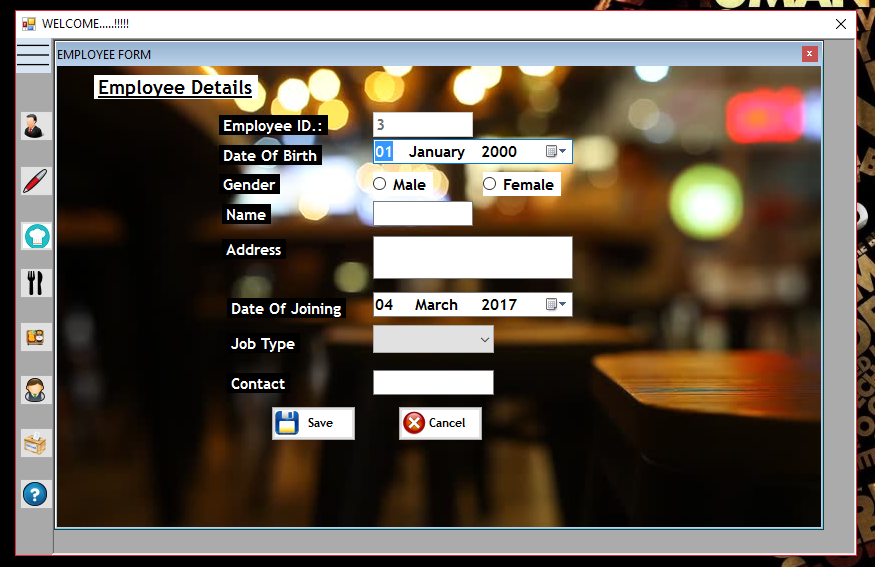 WELCOME.....!!!!!
EMPLOYEE FORM
Employee Details
Employee ID.: 3
Date Of Birth 01 January 2000
Gender Male Female
Name
Address
Date Of Joining 04 March 2017
Job Type
Contact
Save Cancel